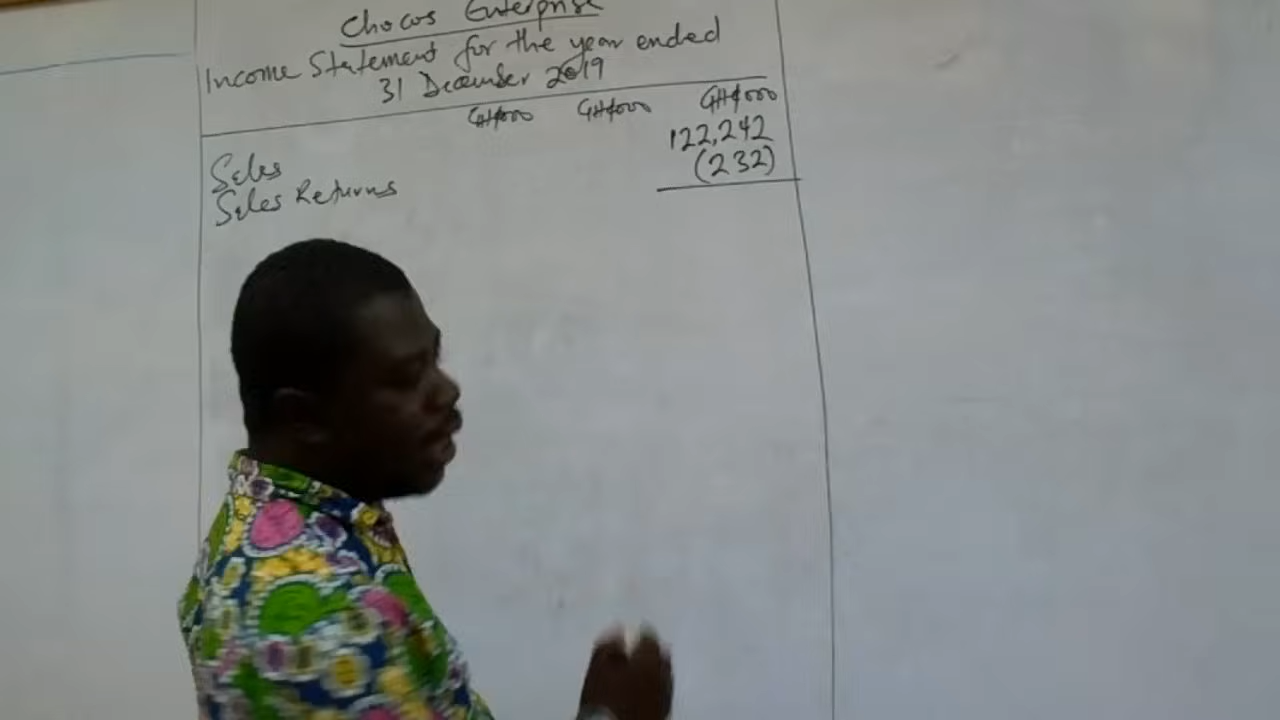 Chocos Enterprise
Income Statement for the year ended
31 December 2019
GH¢000 GH¢000 GH¢000
Sales 122,242
Sales Returns (232)